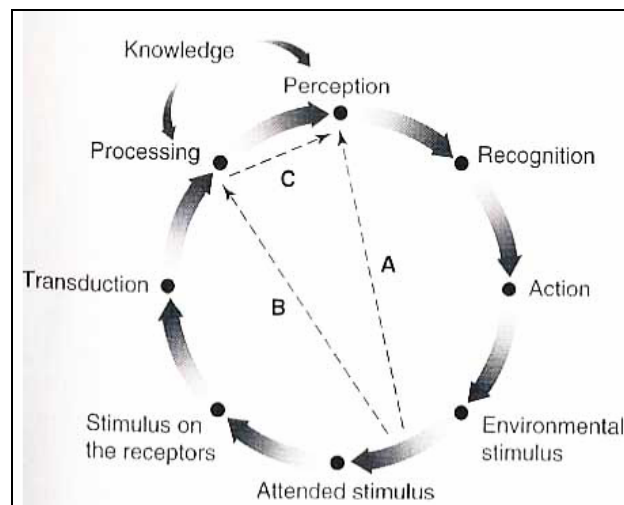 Knowledge
Perception
Processing
Recognition
C
A
Transduction
Action
B
Stimulus on
the receptors
Environmental
stimulus
Attended stimulus